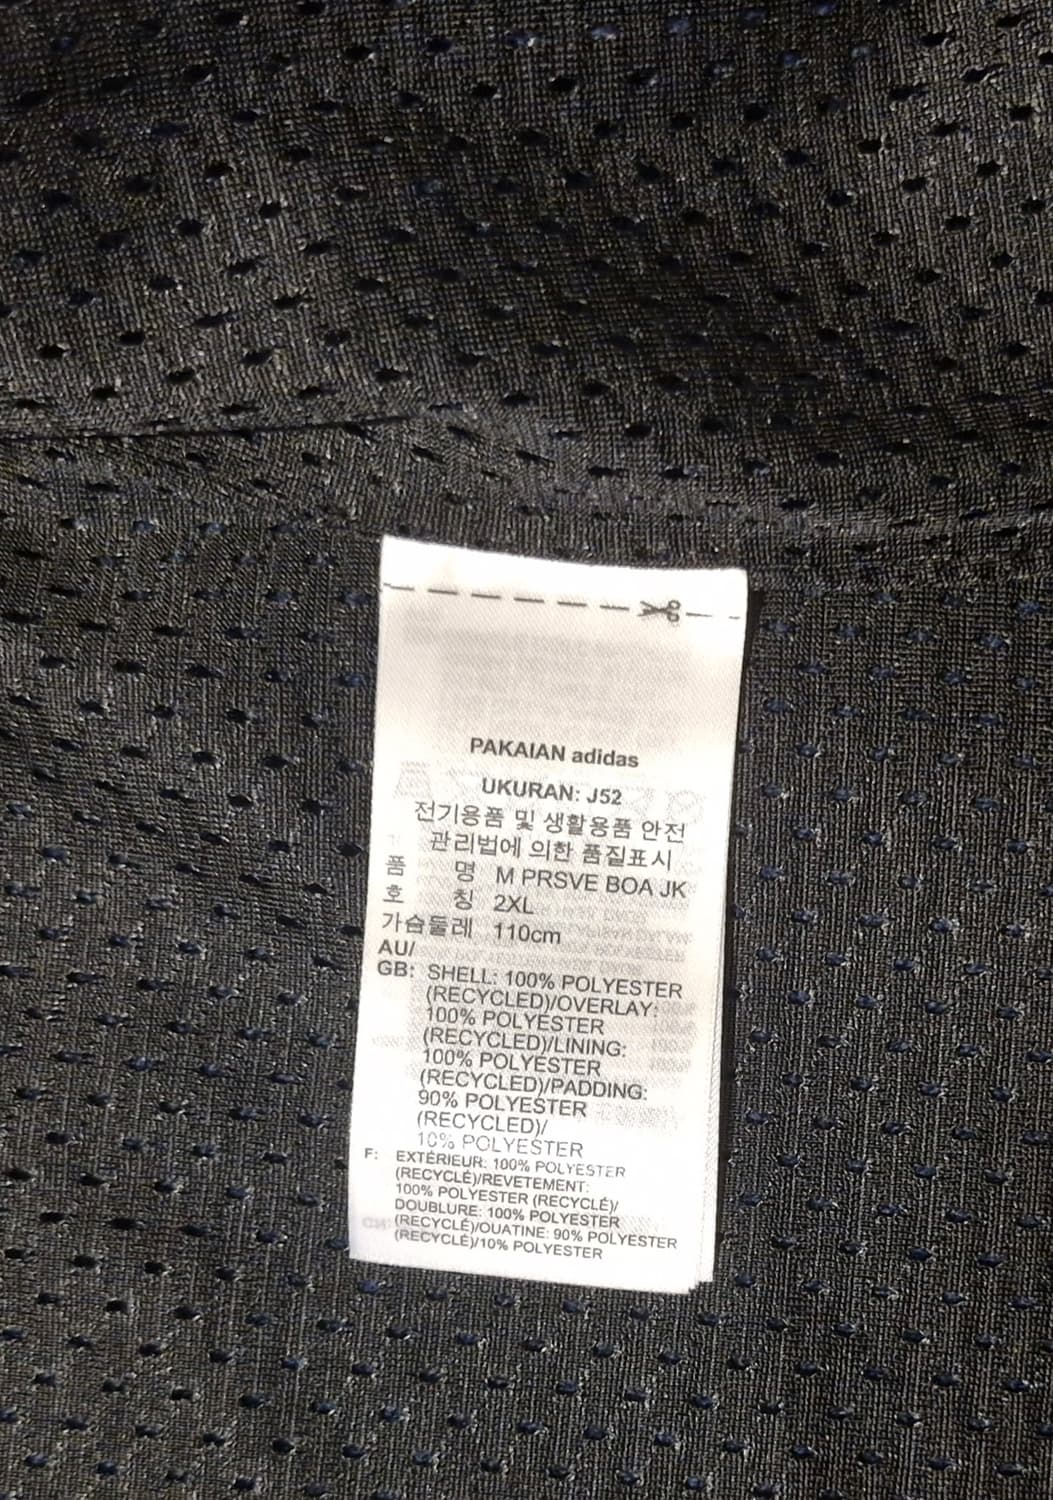 PAKAIAN adidas
UKURAN: J52
전기용품 및 생활용품 안전
관리법에 의한 품질표시
품 명 M PRSVE BOA JK
호 칭 2XL
가슴둘레 110cm
AU/
GB: SHELL: 100% POLYESTER
(RECYCLED)/OVERLAY:
100% POLYESTER
(RECYCLED)/LINING:
100% POLYESTER
(RECYCLED)/PADDING:
90% POLYESTER
(RECYCLED)/
10% POLYESTER
F: EXTÉRIEUR: 100% POLYESTER
(RECYCLÉ)/REVETEMENT:
100% POLYESTER (RECYCLÉ)/
DOUBLURE: 100% POLYESTER
(RECYCLÉ)/OUATINE: 90% POLYESTER
(RECYCLÉ)/10% POLYESTER